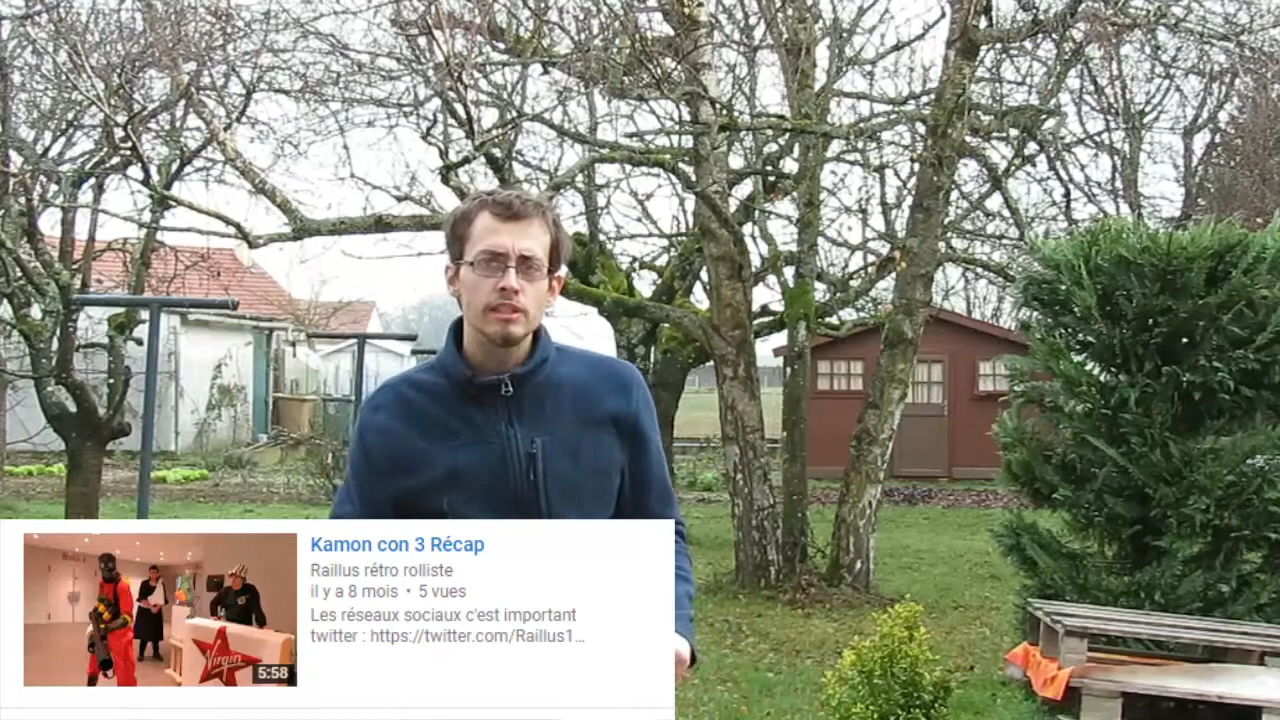 Kamon con 3 Récap
Raillus rétro rolliste
il y a 8 mois • 5 vues
Les réseaux sociaux c'est important
twitter : https://twitter.com/Raillus1...
Virgin
5:58